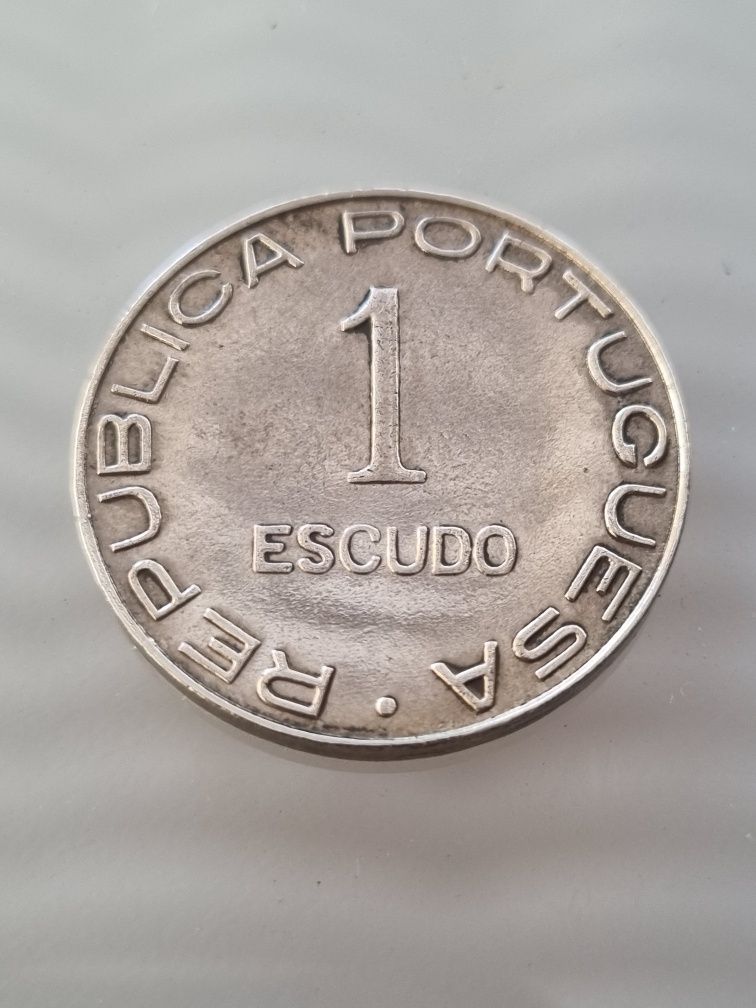 REPUBLICA PORTUGUESA •
1
ESCUDO